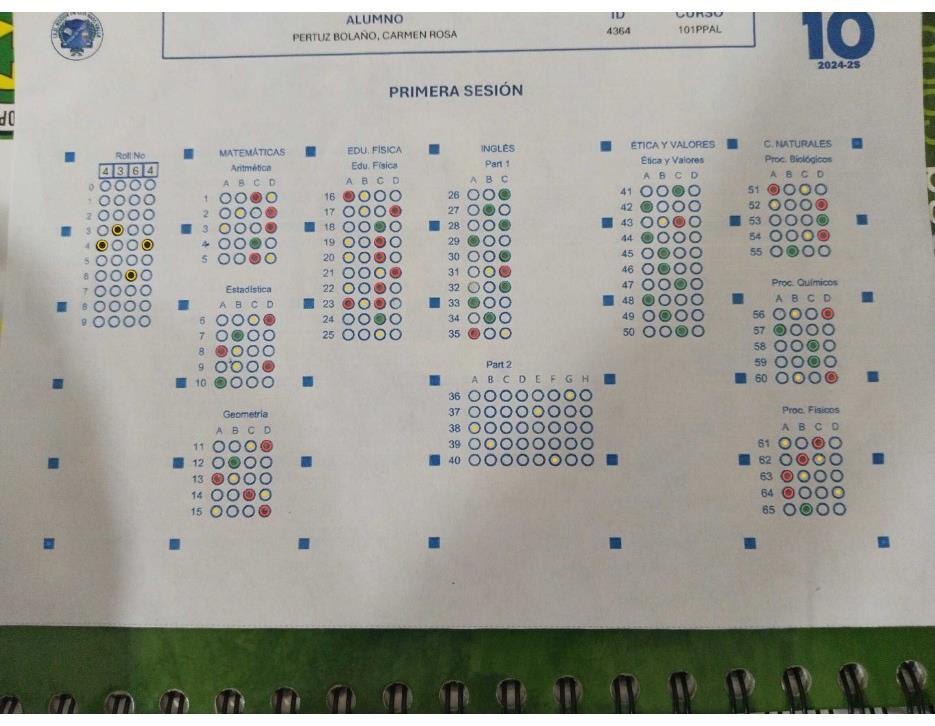 ALUMNO ID CURSO
PERTUZ BOLAÑO, CARMEN ROSA 4364 101PPAL
10
2024-25
PRIMERA SESIÓN
Roll No
4 3 6 4
0
1
2
3
4
5
6
7
8
9
MATEMÁTICAS
Aritmética
A B C D
1
2
3
4
5
Estadística
A B C D
6
7
8
9
10
Geometría
A B C D
11
12
13
14
15
EDU. FÍSICA
Edu. Física
A B C D
16
17
18
19
20
21
22
23
24
25
INGLÉS
Part 1
A B C
26
27
28
29
30
31
32
33
34
35
Part 2
A B C D E F G H
36
37
38
39
40
ÉTICA Y VALORES
Ética y Valores
A B C D
41
42
43
44
45
46
47
48
49
50
C. NATURALES
Proc. Biológicos
A B C D
51
52
53
54
55
Proc. Químicos
A B C D
56
57
58
59
60
Proc. Físicos
A B C D
61
62
63
64
65